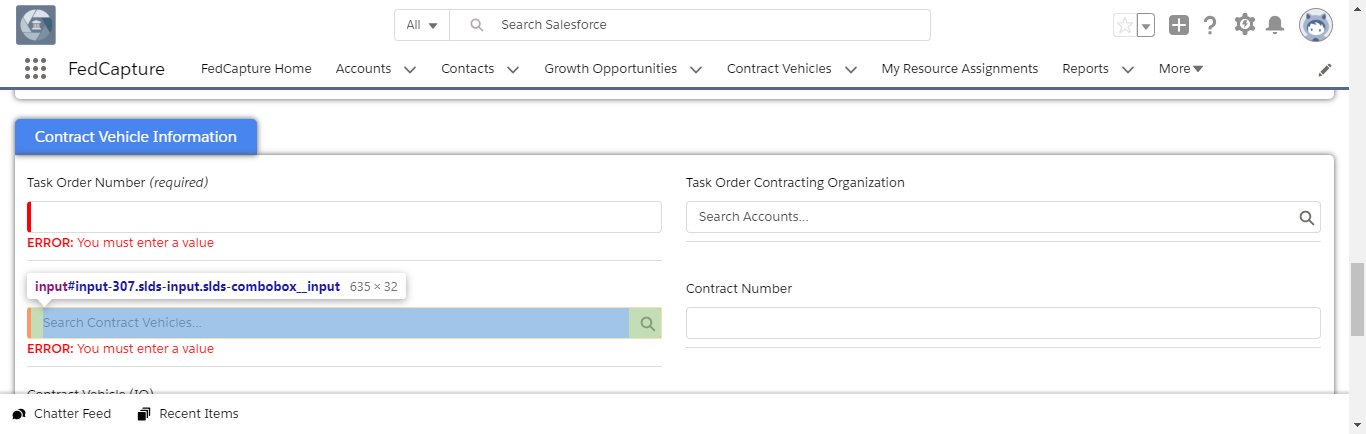 All
Search Salesforce
FedCapture
FedCapture Home
Accounts
Contacts
Growth Opportunities
Contract Vehicles
My Resource Assignments
Reports
More
Contract Vehicle Information
Task Order Number (required)
Task Order Contracting Organization
Search Accounts...
ERROR: You must enter a value
input#input-307.slds-input.slds-combobox__input 635 × 32
Contract Number
Search Contract Vehicles...
ERROR: You must enter a value
Contract Vehicle (IO)
Chatter Feed
Recent Items